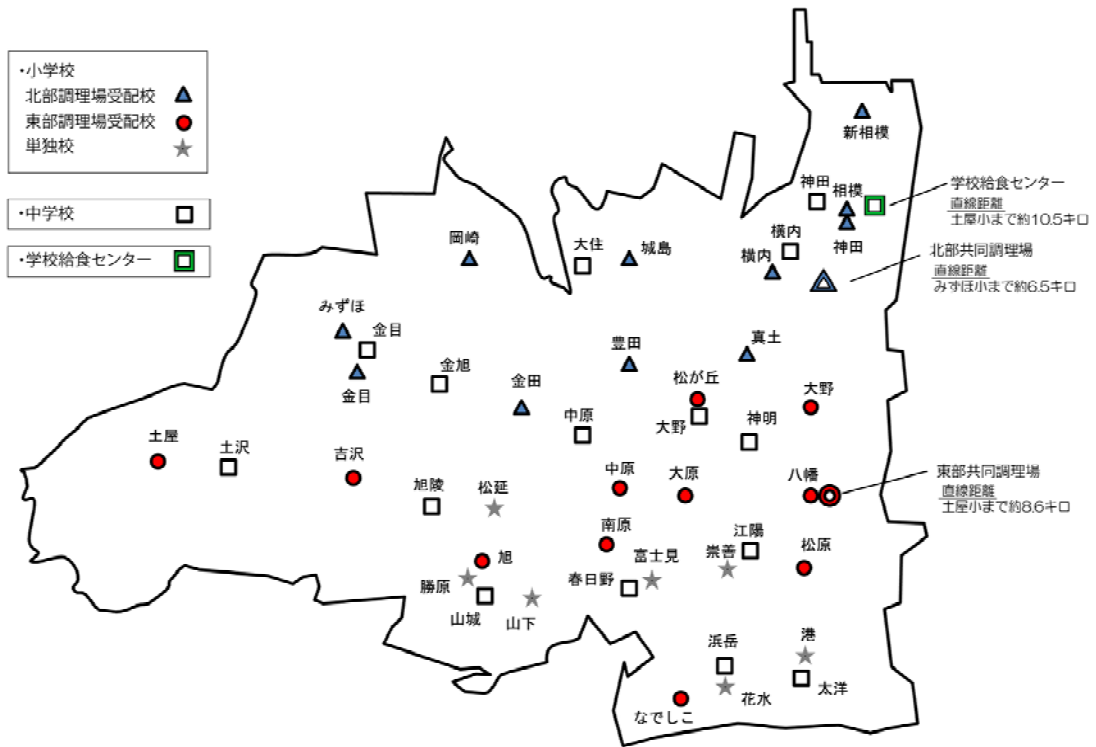 ・小学校
北部調理場受配校
東部調理場受配校
単独校
・中学校
・学校給食センター
新相模
神田
相模
学校給食センター
直線距離
土屋小まで約10.5キロ
神田
横内
横内
北部共同調理場
直線距離
みずほ小まで約6.5キロ
岡崎
大住
城島
みずほ
金目
金目
金旭
金田
豊田
真土
松が丘
大野
大野
神明
中原
土屋
土沢
吉沢
旭陵
松延
中原
大原
八幡
東部共同調理場
直線距離
土屋小まで約8.6キロ
南原
江陽
崇善
松原
旭
勝原
山城
山下
春日野
富士見
浜岳
港
花水
太洋
なでしこ